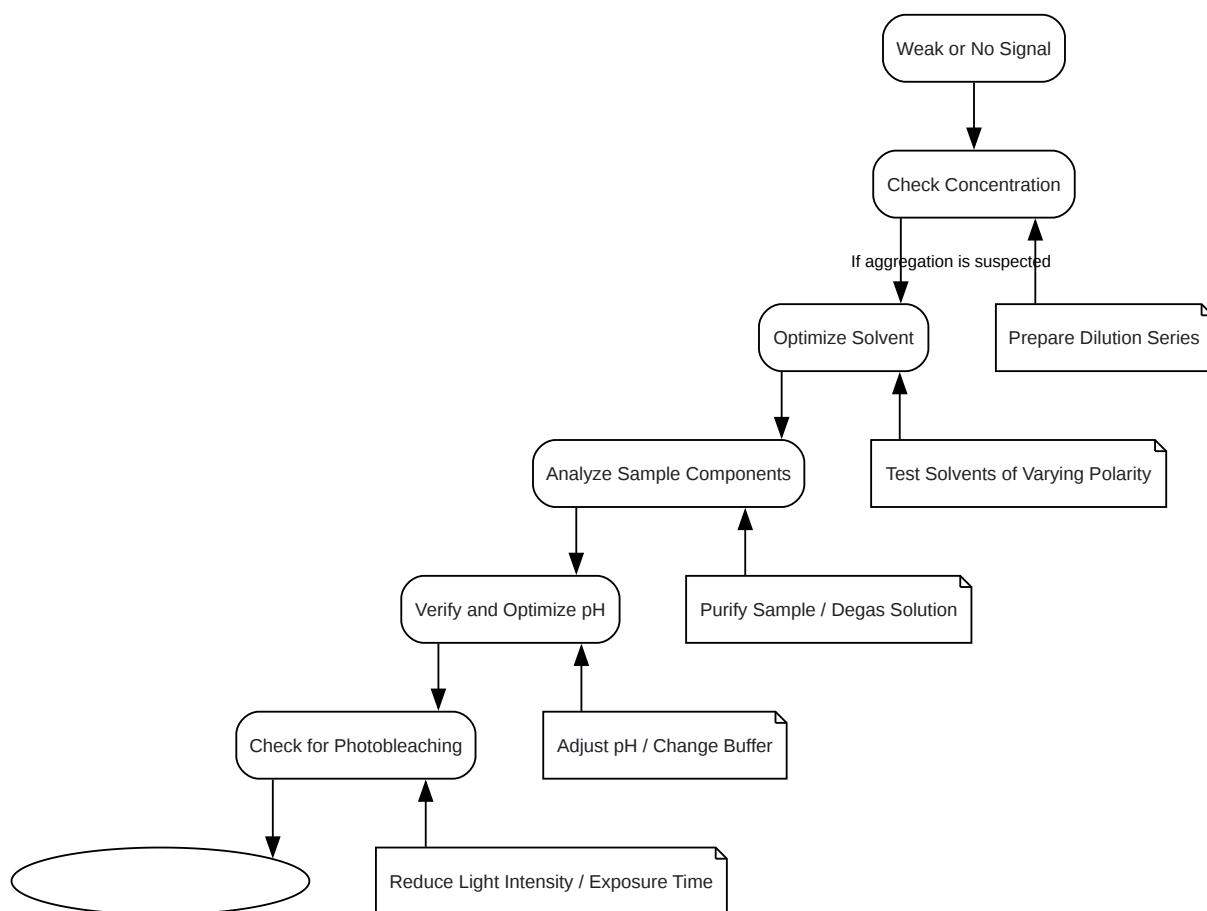 Weak or No Signal
Check Concentration
If aggregation is suspected
Optimize Solvent
Prepare Dilution Series
Analyze Sample Components
Test Solvents of Varying Polarity
Verify and Optimize pH
Purify Sample / Degas Solution
Check for Photobleaching
Adjust pH / Change Buffer
Reduce Light Intensity / Exposure Time